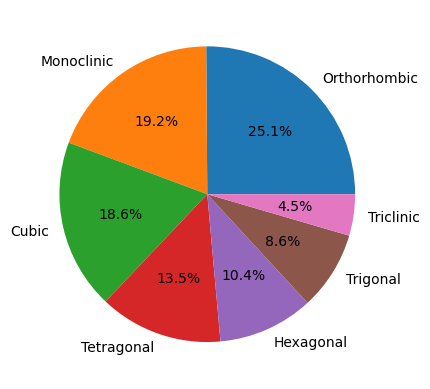 Monoclinic
Orthorhombic
19.2%
25.1%
18.6%
Cubic
4.5%
Triclinic
8.6%
13.5%
10.4%
Trigonal
Tetragonal
Hexagonal